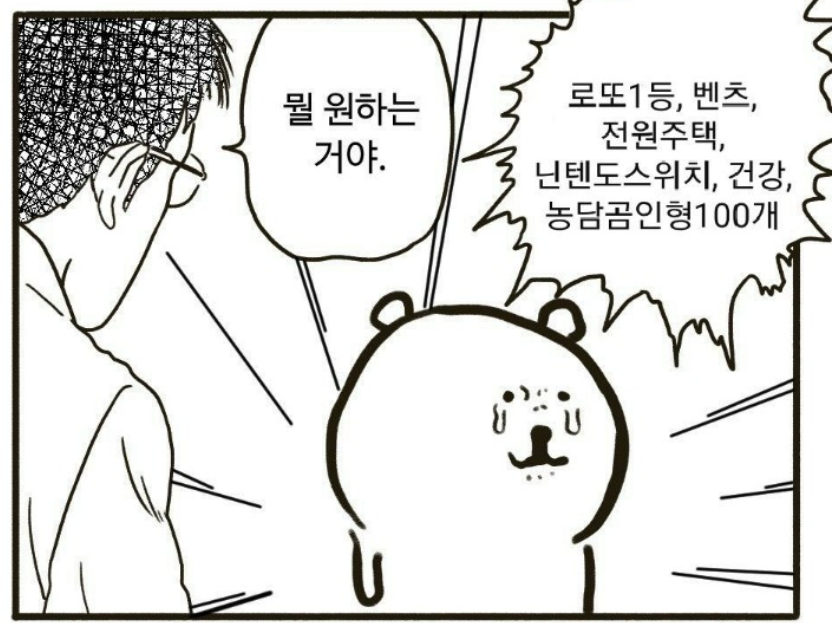 뭘 원하는
거야.
로또1등, 벤츠,
전원주택,
닌텐도스위치, 건강,
농담곰인형100개